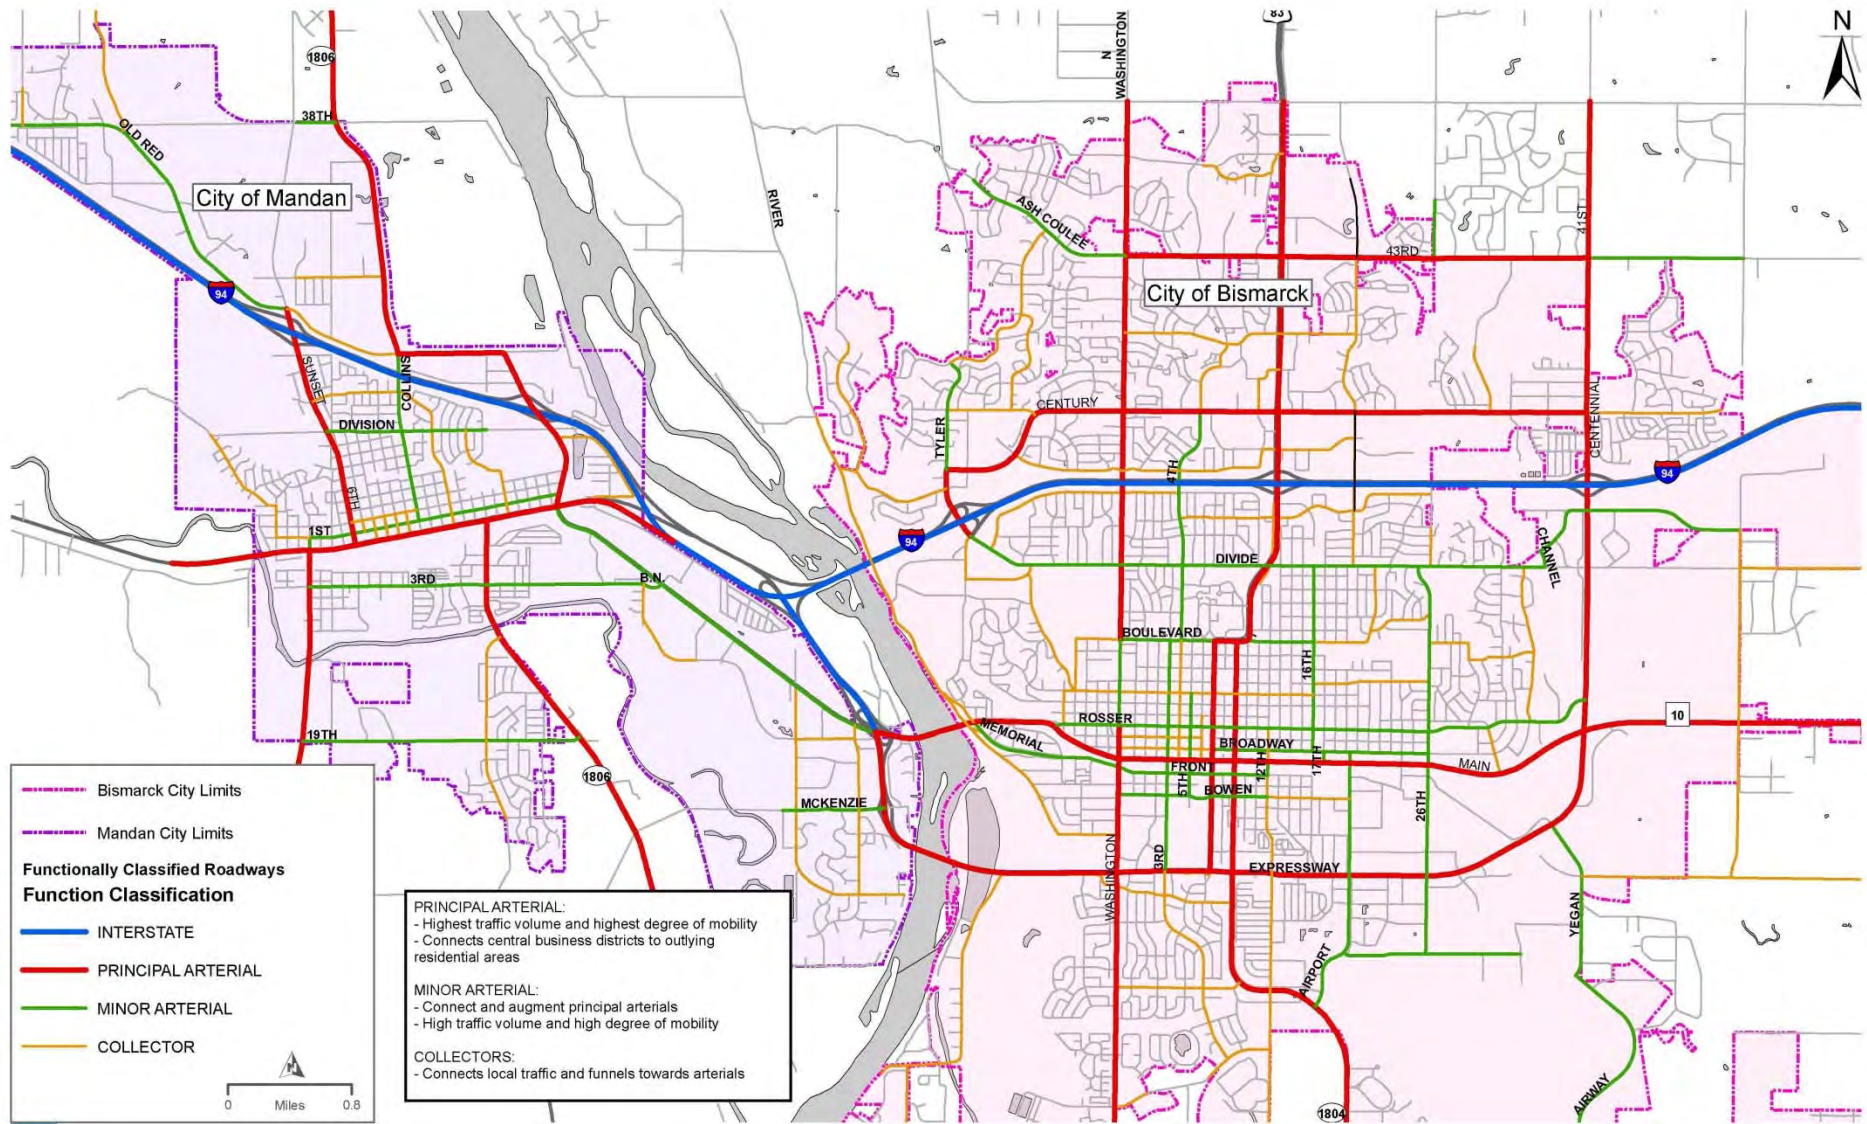 83
N
WASHINGTON
N
1806
38TH
OLD RED
City of Mandan
RIVER
ASH COULEE
41ST
43RD
94
City of Bismarck
SUNSET
COLLINS
CENTURY
CENTENNIAL
DIVISION
TYLER
4TH
94
6TH
1ST
94
CHANNEL
DIVIDE
3RD
B.N.
BOULEVARD
16TH
10
ROSSER
MEMORIAL
19TH
BROADWAY
MAIN
FRONT
12TH
17TH
1806
5TH
BOWEN
MCKENZIE
26TH
WASHINGTON
3RD
EXPRESSWAY
YEGAN
AIRPORT
AIRWAY
1804
Bismarck City Limits
Mandan City Limits
Functionally Classified Roadways
Function Classification
INTERSTATE
PRINCIPAL ARTERIAL
MINOR ARTERIAL
COLLECTOR
N
0 Miles 0.8
PRINCIPAL ARTERIAL:
- Highest traffic volume and highest degree of mobility
- Connects central business districts to outlying
residential areas
MINOR ARTERIAL:
- Connect and augment principal arterials
- High traffic volume and high degree of mobility
COLLECTORS:
- Connects local traffic and funnels towards arterials